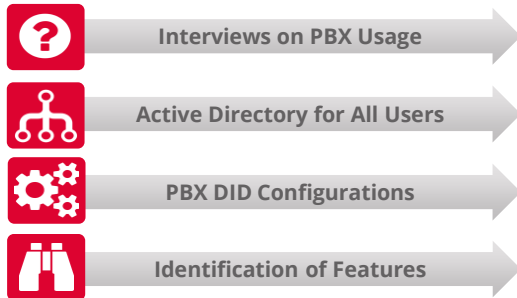 Interviews on PBX Usage
Active Directory for All Users
PBX DID Configurations
Identification of Features